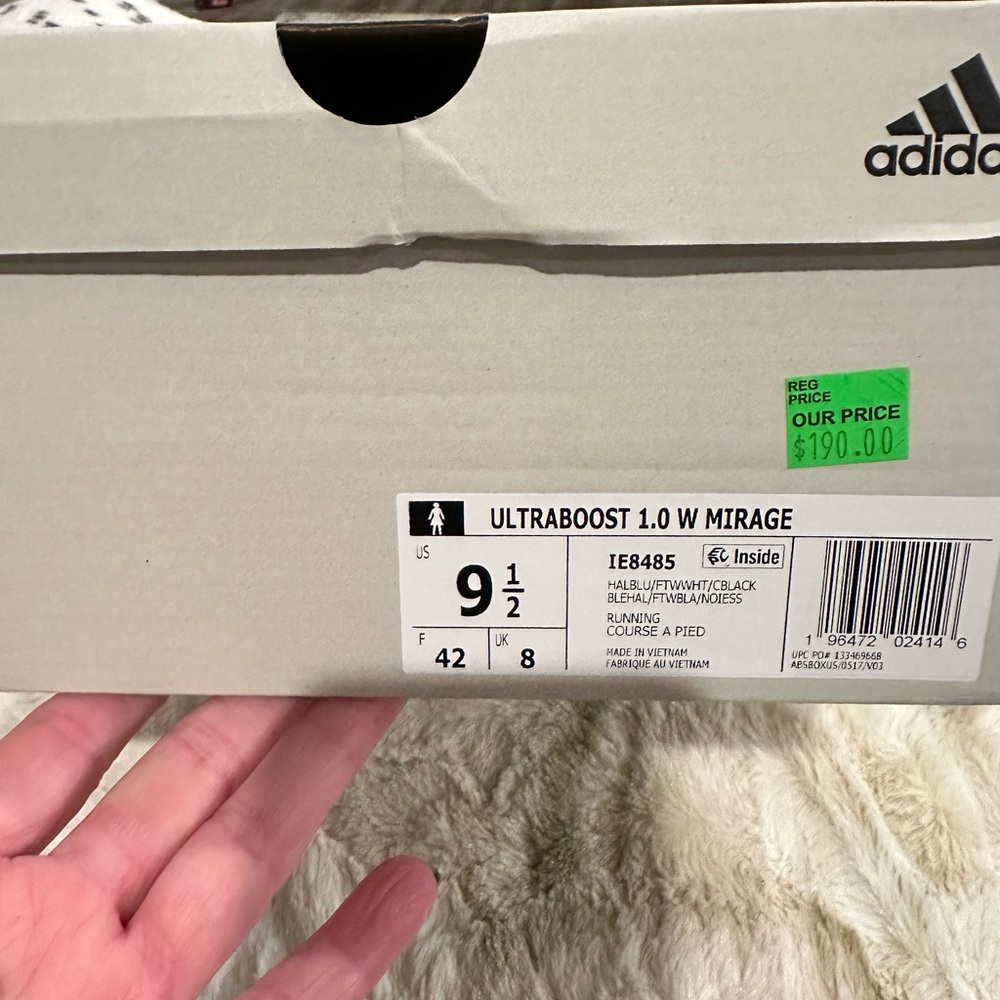 adidas
REG
PRICE
OUR PRICE
$190.00
ULTRABOOST 1.0 W MIRAGE
US
9 1/2
F
42
UK
8
IE8485
Inside
HALBLU/FTWWHT/CBLACK
BLEHAL/FTWBLA/NOIESS
RUNNING
COURSE A PIED
MADE IN VIETNAM
FABRIQUE AU VIETNAM
1 96472 02414 6
UPC PO# 133469668
ABSBOXUS/0517/V03